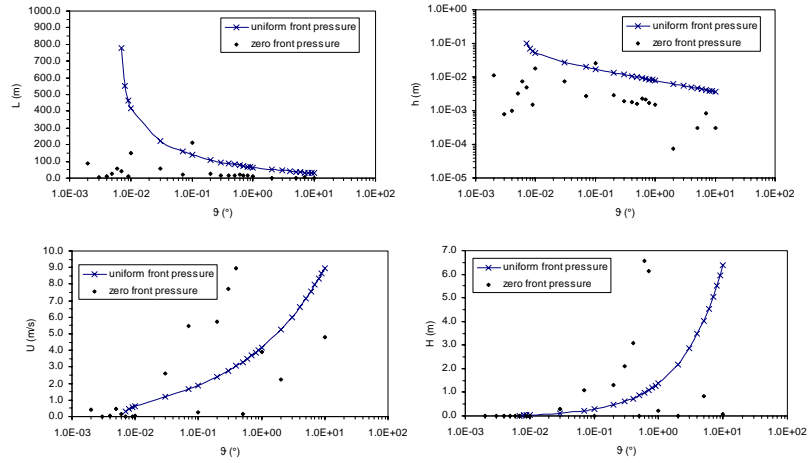 1000.0
900.0
800.0
700.0
600.0
500.0
400.0
300.0
200.0
100.0
0.0
L (m)
uniform front pressure
zero front pressure
1.0E-03 1.0E-02 1.0E-01 1.0E+00 1.0E+01 1.0E+02
ϑ (°)
1.0E+00
1.0E-01
1.0E-02
1.0E-03
1.0E-04
1.0E-05
h (m)
uniform front pressure
zero front pressure
1.0E-03 1.0E-02 1.0E-01 1.0E+00 1.0E+01 1.0E+02
ϑ (°)
10.0
9.0
8.0
7.0
6.0
5.0
4.0
3.0
2.0
1.0
0.0
U (m/s)
uniform front pressure
zero front pressure
1.0E-03 1.0E-02 1.0E-01 1.0E+00 1.0E+01 1.0E+02
ϑ (°)
7.0
6.0
5.0
4.0
3.0
2.0
1.0
0.0
H (m)
uniform front pressure
zero front pressure
1.0E-03 1.0E-02 1.0E-01 1.0E+00 1.0E+01 1.0E+02
ϑ (°)